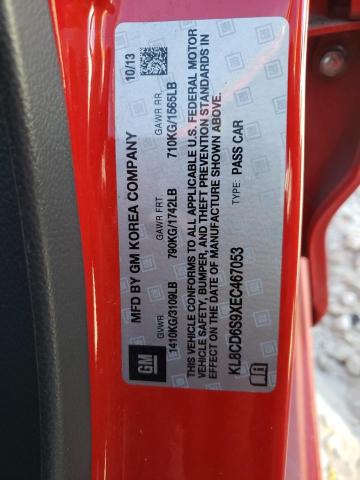 MFD BY GM KOREA COMPANY 10/13
GVWR GAWR FRT. GAWR RR.
1410KG/3109LB 790KG/1742LB 710KG/1565LB
THIS VEHICLE CONFORMS TO ALL APPLICABLE U.S. FEDERAL MOTOR
VEHICLE SAFETY, BUMPER, AND THEFT PREVENTION STANDARDS IN
EFFECT ON THE DATE OF MANUFACTURE SHOWN ABOVE.
TYPE: PASS CAR
KL8CD6S9XEC467053
GM